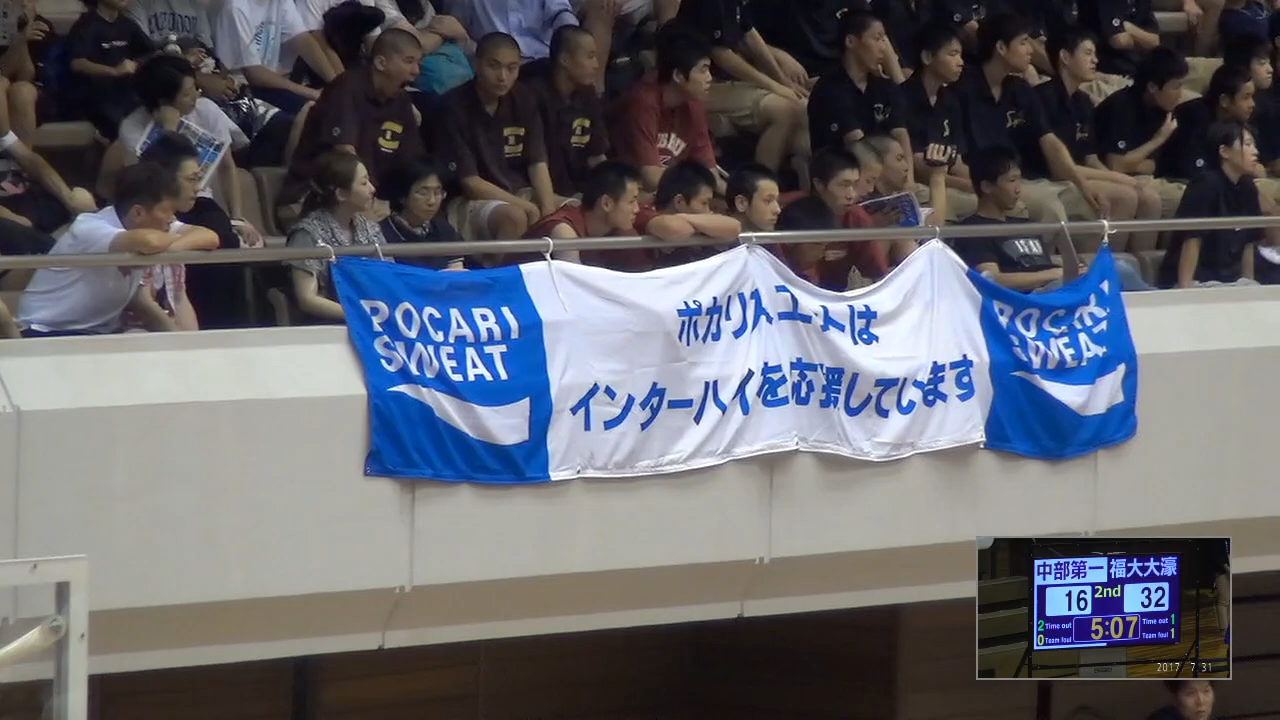 POCARI
SWEAT
ポカリスエットは
インターハイを応援しています
POCARI
SWEAT
中部第一 福大大濠
16 2nd 32
2 Time out 5:07 Time out 1
0 Team foul Team foul 1
2017 7.31